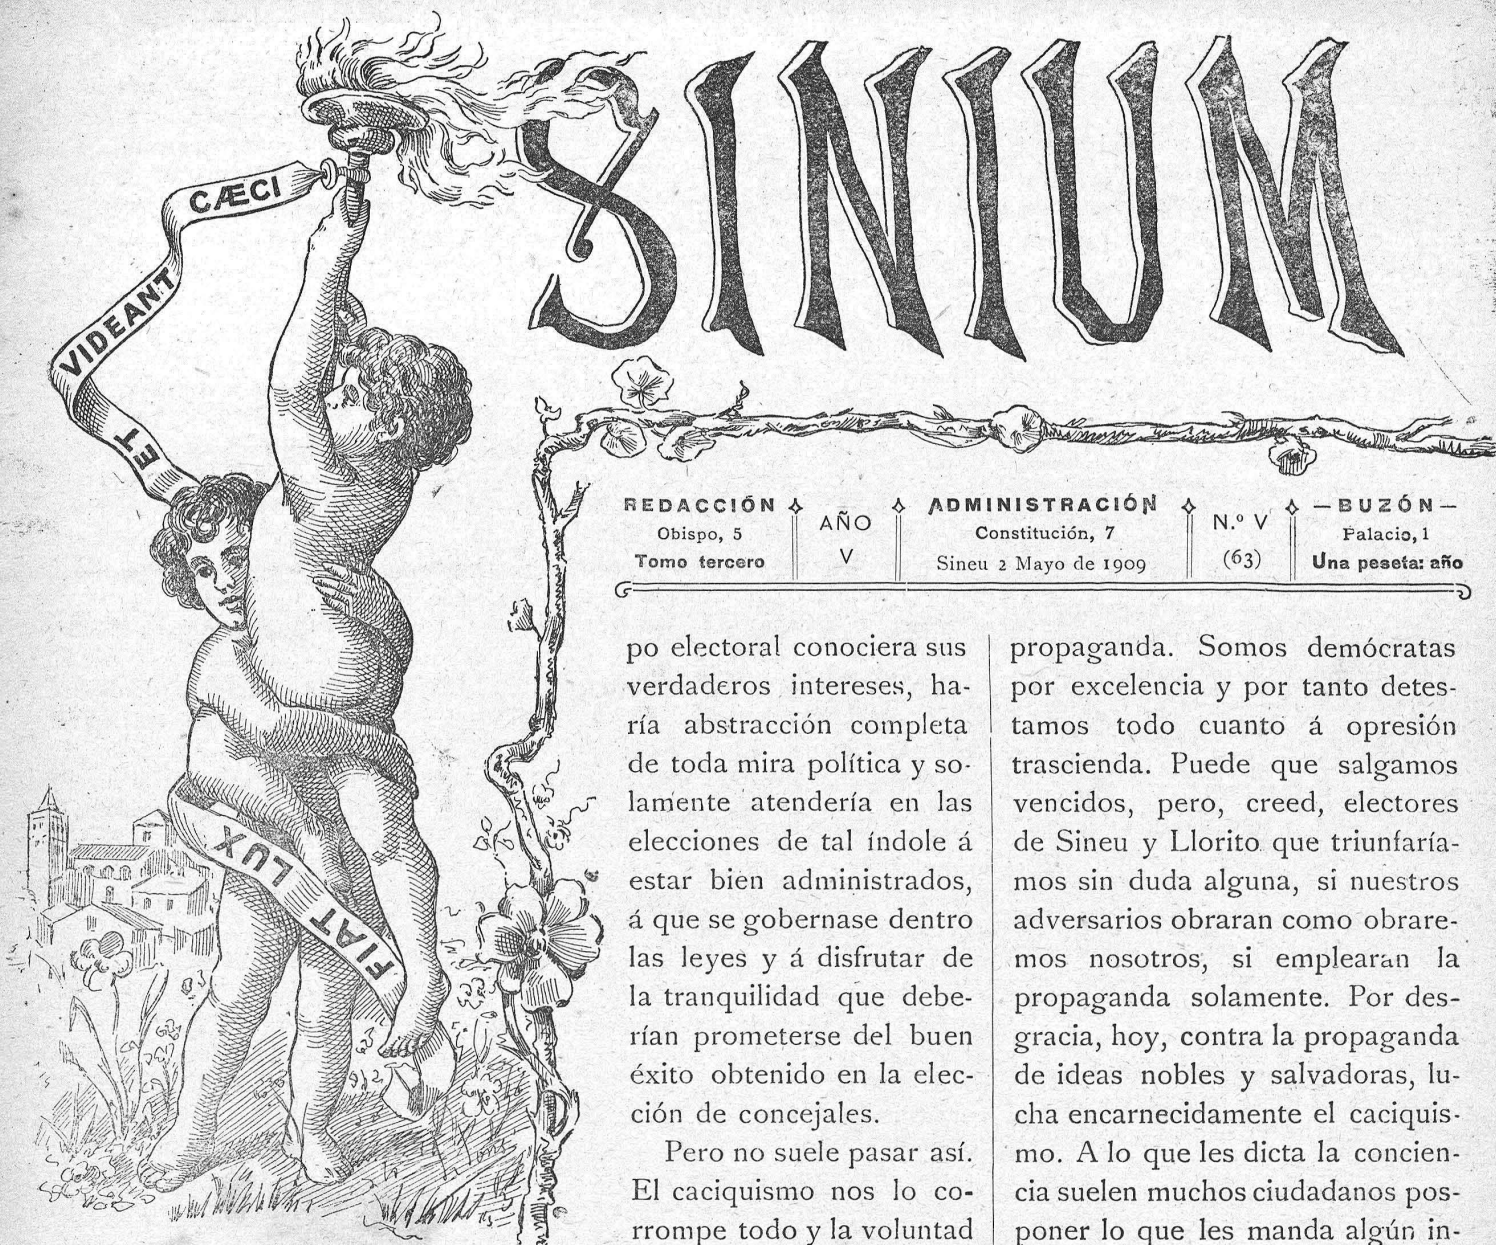 SINIUM
CÆCI
VIDEANT
ET
FIAT LUX
REDACCIÓN
Obispo, 5
Tomo tercero
AÑO
V
ADMINISTRACIÓN
Constitución, 7
Sineu 2 Mayo de 1909
N.º V
(63)
—BUZÓN—
Palacio, 1
Una peseta: año
po electoral conociera sus
verdaderos intereses, ha-
ría abstracción completa
de toda mira política y so-
lamente atendería en las
elecciones de tal índole á
estar bien administrados,
á que se gobernase dentro
las leyes y á disfrutar de
la tranquilidad que debe-
rían prometerse del buen
éxito obtenido en la elec-
ción de concejales.
Pero no suele pasar así.
El caciquismo nos lo co-
rrompe todo y la voluntad
propaganda. Somos demócratas
por excelencia y por tanto detes-
tamos todo cuanto á opresión
trascienda. Puede que salgamos
vencidos, pero, creed, electores
de Sineu y Llorito que triunfaría-
mos sin duda alguna, si nuestros
adversarios obraran como obrare-
mos nosotros, si emplearan la
propaganda solamente. Por des-
gracia, hoy, contra la propaganda
de ideas nobles y salvadoras, lu-
cha encarnecidamente el caciquis-
mo. A lo que les dicta la concien-
cia suelen muchos ciudadanos pos-
poner lo que les manda algún in-